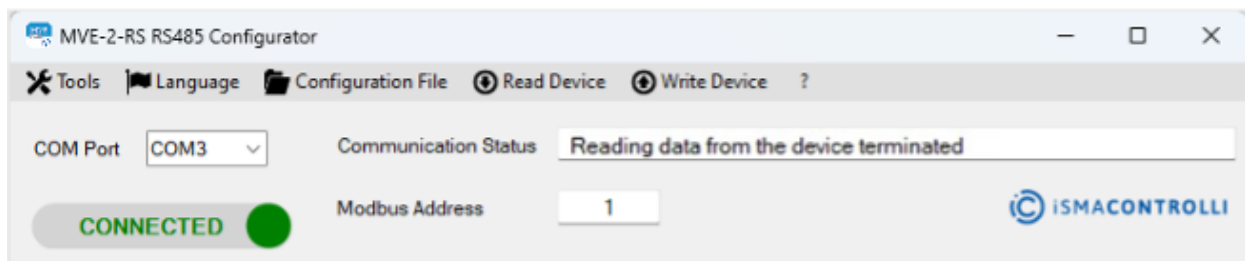 MVE-2-RS RS485 Configurator
Tools Language Configuration File Read Device Write Device ?
COM Port COM3 Communication Status Reading data from the device terminated
Modbus Address 1
iSMACONTROLLI
CONNECTED